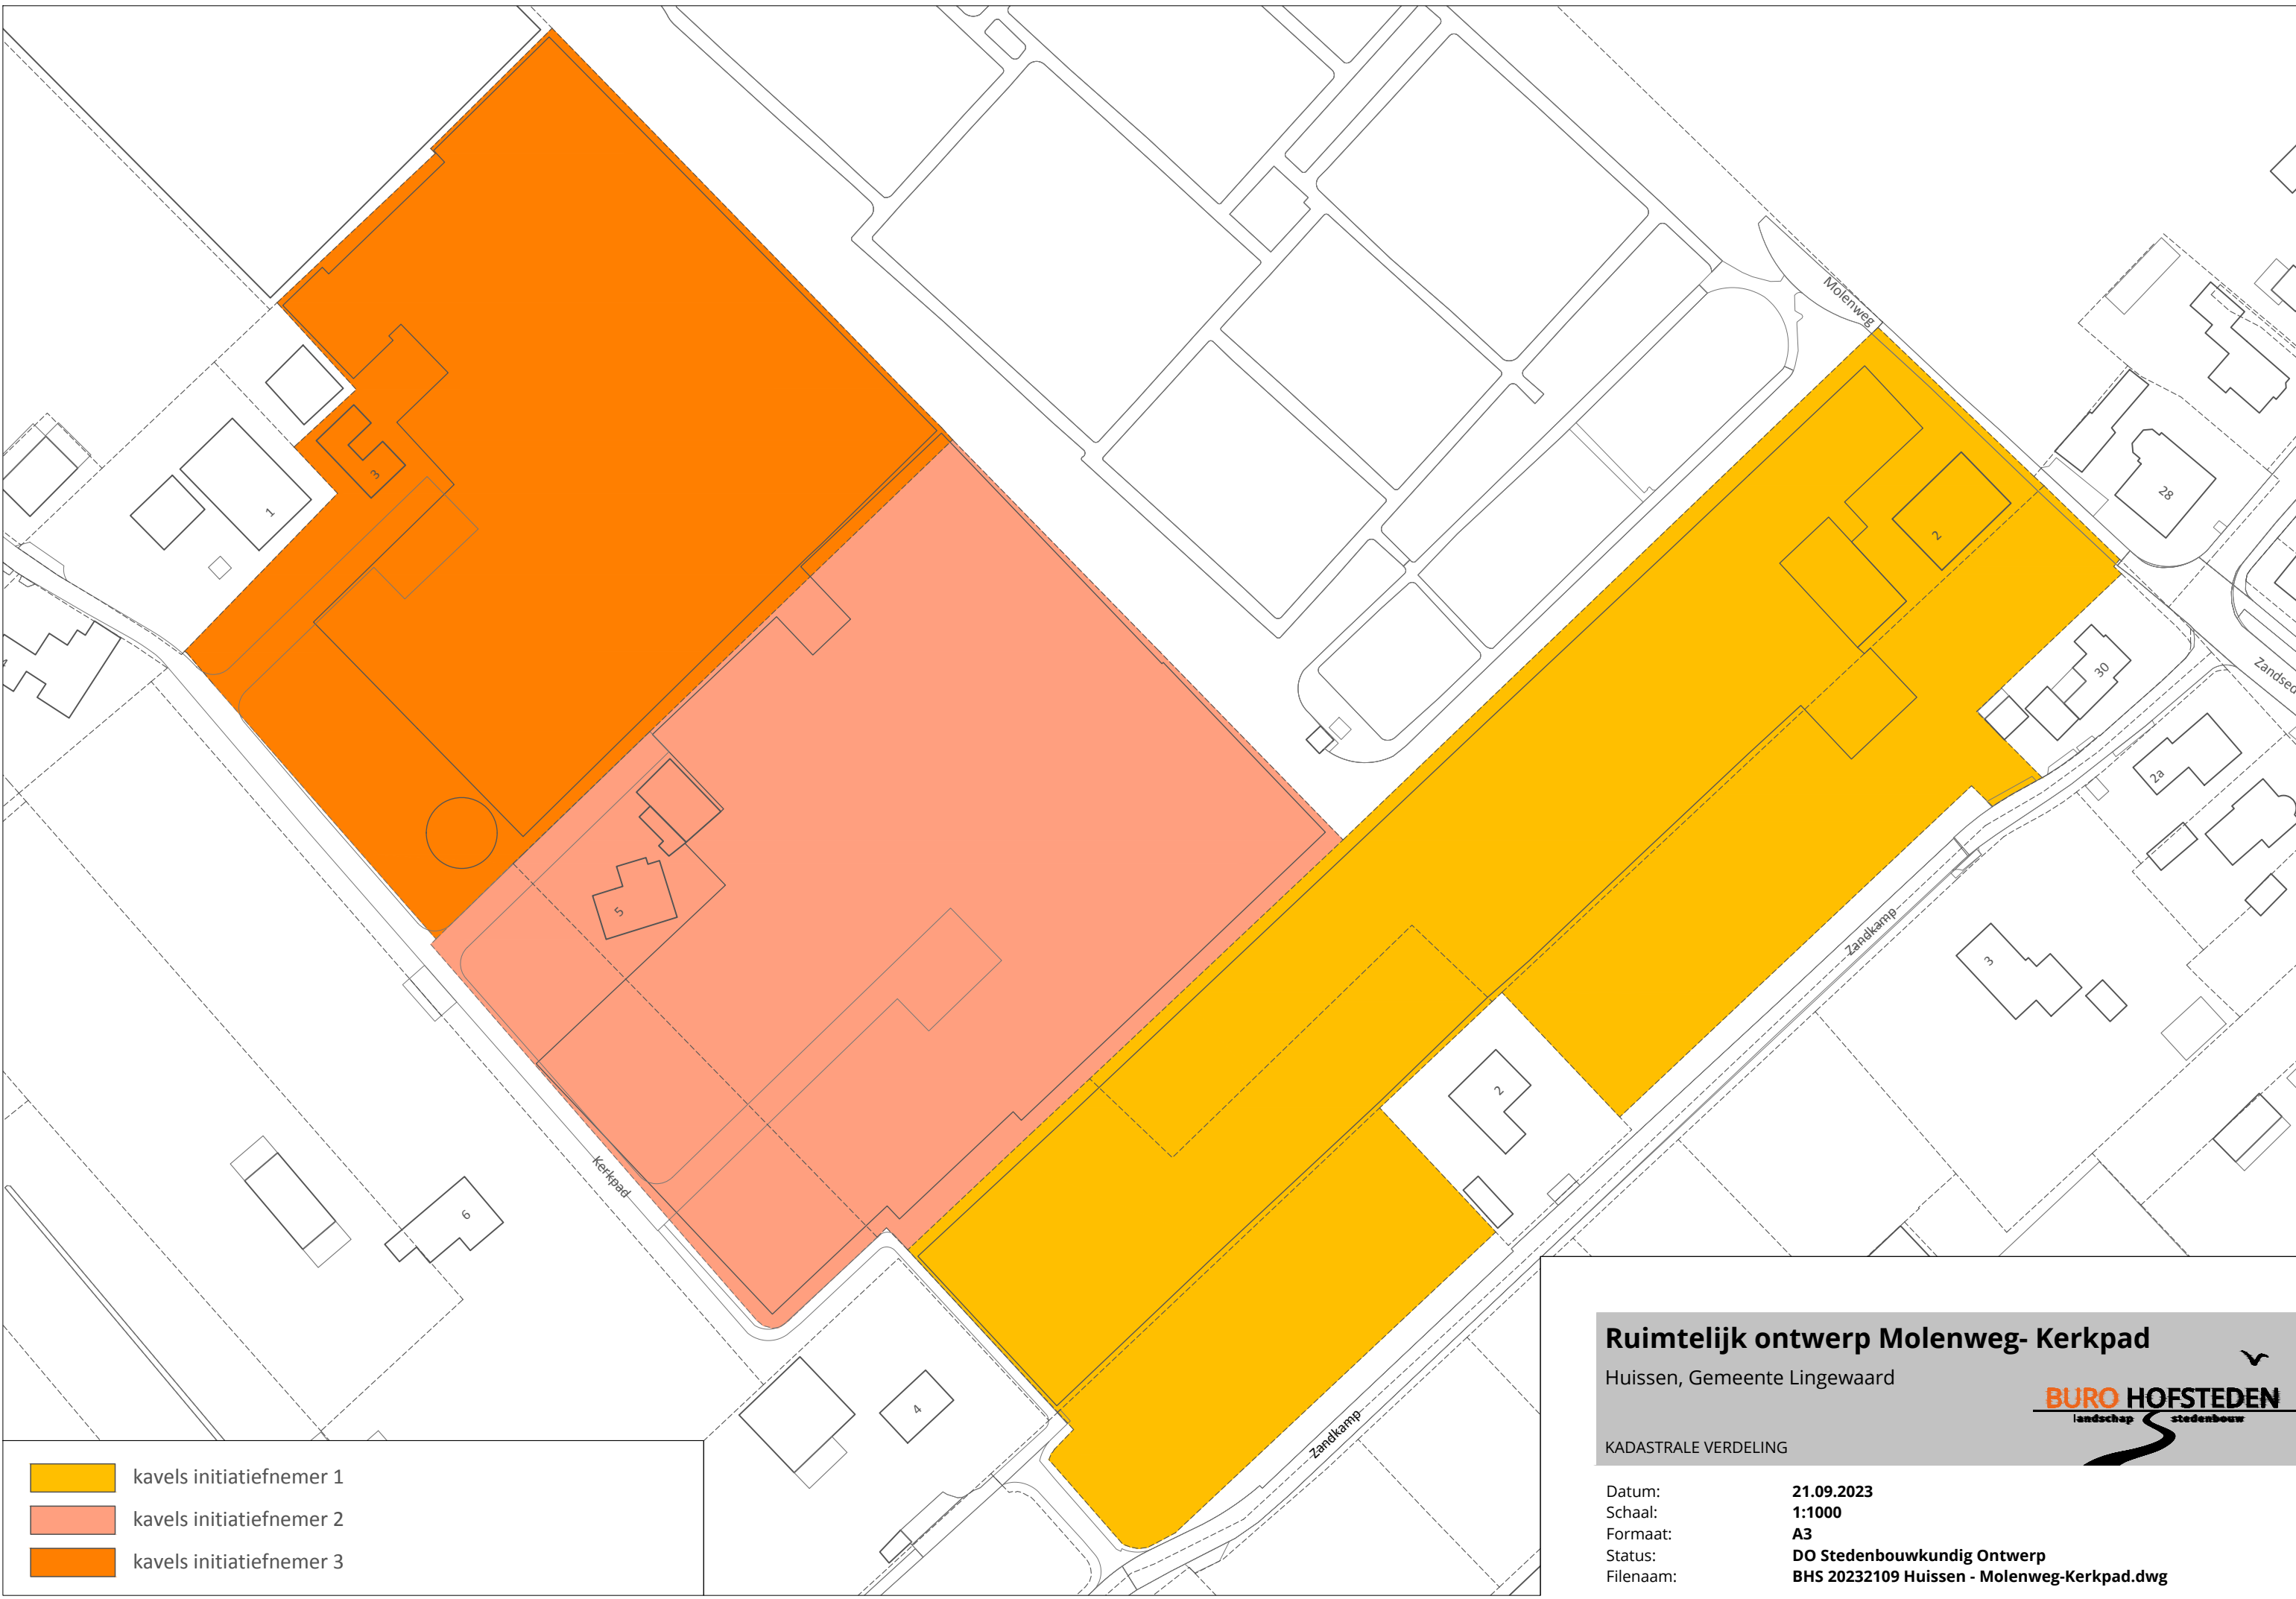 Molenweg
28
2
3
1
30
Zandsed
2a
4
5
Zandkamp
3
2
Kerkpad
6
4
Zandkamp
Ruimtelijk ontwerp Molenweg- Kerkpad
Huissen, Gemeente Lingewaard
BURO HOFSTEDEN
landschap stedenbouw
KADASTRALE VERDELING
Datum: 21.09.2023
Schaal: 1:1000
Formaat: A3
Status: DO Stedenbouwkundig Ontwerp
Filenaam: BHS 20232109 Huissen - Molenweg-Kerkpad.dwg
kavels initiatiefnemer 1
kavels initiatiefnemer 2
kavels initiatiefnemer 3